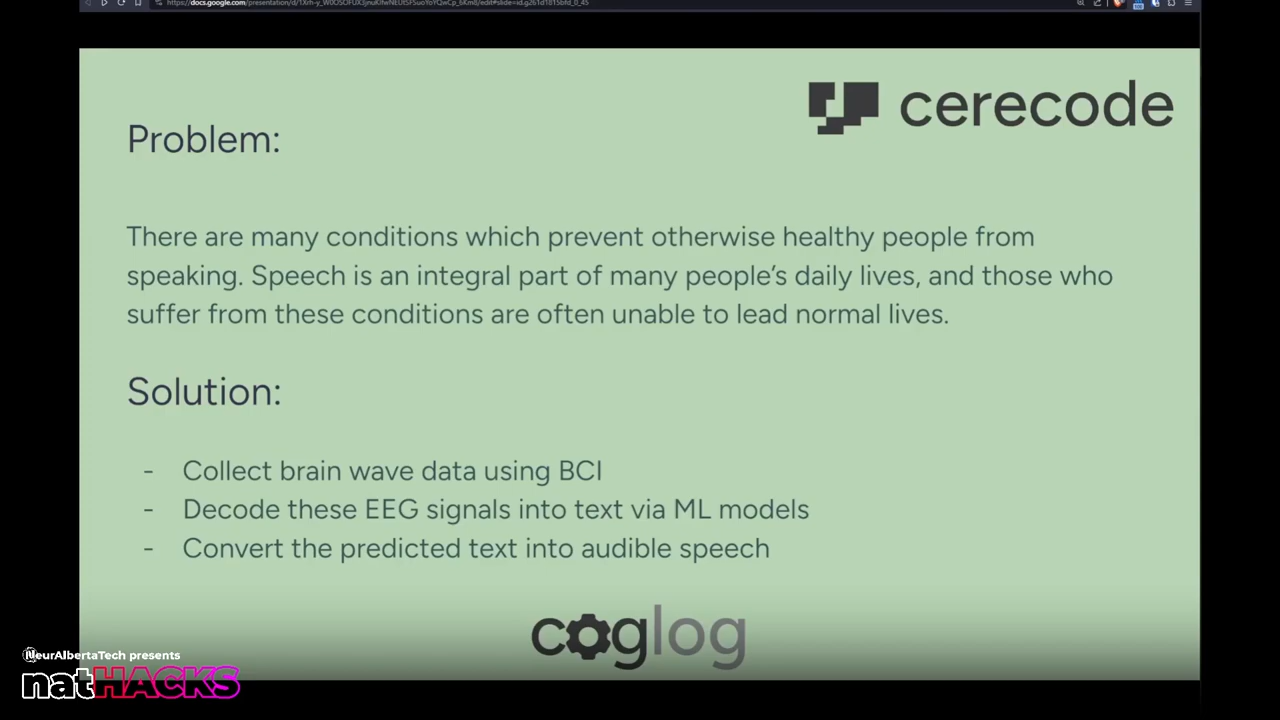 cerecode
Problem:
There are many conditions which prevent otherwise healthy people from
speaking. Speech is an integral part of many people's daily lives, and those who
suffer from these conditions are often unable to lead normal lives.
Solution:
- Collect brain wave data using BCI
- Decode these EEG signals into text via ML models
- Convert the predicted text into audible speech
coglog
NeurAlbertaTech presents
natHACKS